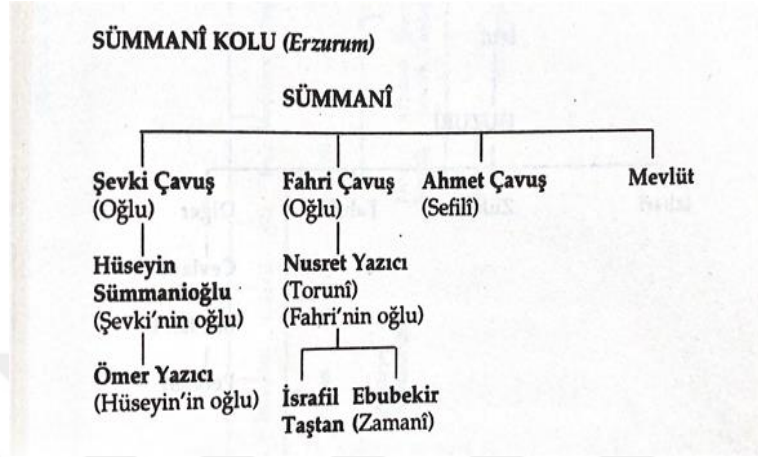 SÜMMANÎ KOLU (Erzurum)
SÜMMANÎ
Şevki Çavuş
(Oğlu)
Fahri Çavuş
(Oğlu)
Ahmet Çavuş
(Sefilî)
Mevlüt
Hüseyin
Sümmanioğlu
(Şevki'nin oğlu)
Nusret Yazıcı
(Torunî)
(Fahri'nin oğlu)
Ömer Yazıcı
(Hüseyin'in oğlu)
İsrafil
Taştan
Ebubekir
(Zamanî)